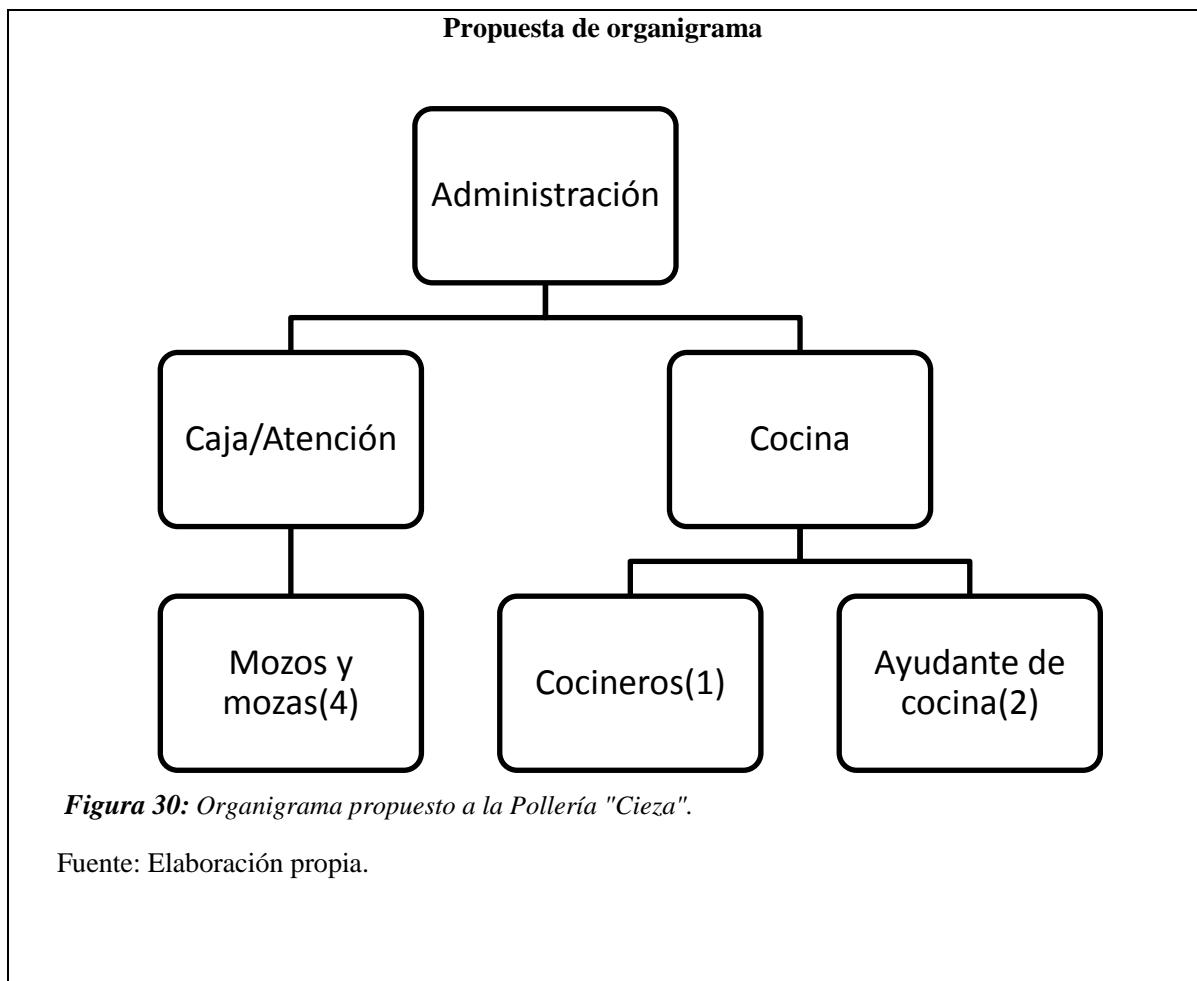 Propuesta de organigrama
Administración
Caja/Atención
Cocina
Mozos y
mozas(4)
Cocineros(1)
Ayudante de
cocina(2)
Figura 30: Organigrama propuesto a la Pollería "Cieza".
Fuente: Elaboración propia.